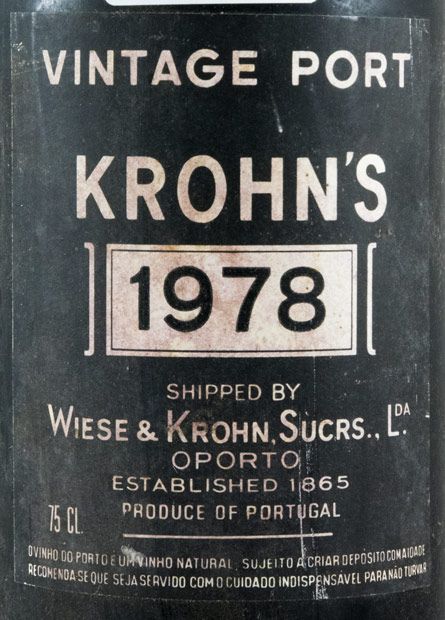 VINTAGE PORT
KROHN'S
1978
SHIPPED BY
WIESE & KROHN, SUCRS., LDA.
OPORTO
ESTABLISHED 1865
75 CL. PRODUCE OF PORTUGAL
O VINHO DO PORTO É UM VINHO NATURAL, SUJEITO A CRIAR DEPÓSITO COM A IDADE
RECOMENDA-SE QUE SEJA SERVIDO COM O CUIDADO INDISPENSAVEL PARA NÃO TURVAR